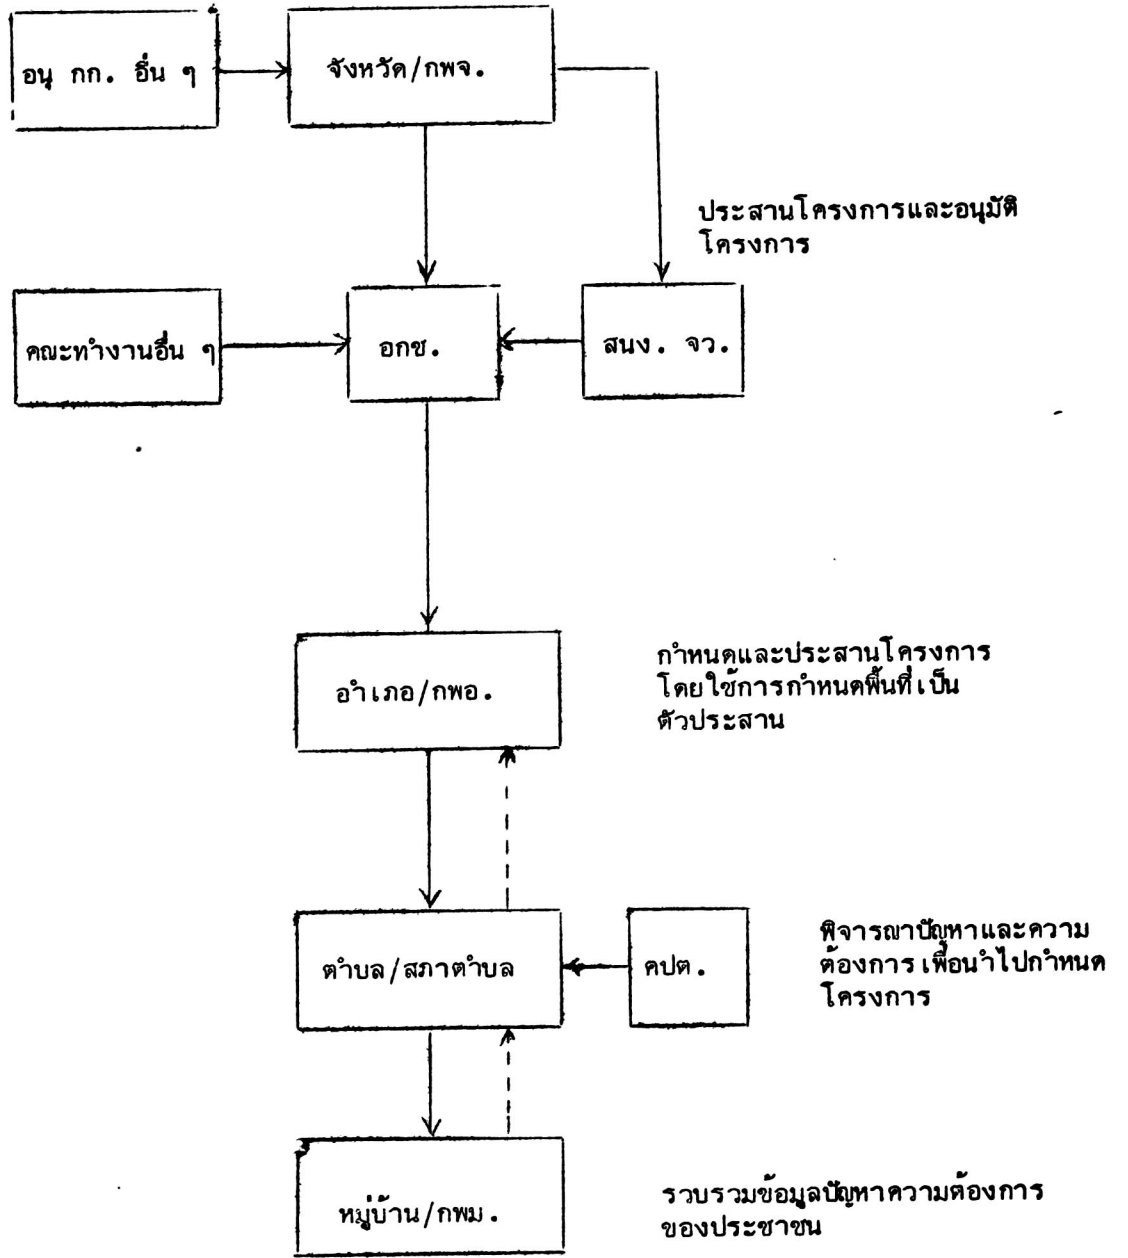 อนุ กก. อื่น ๆ
จังหวัด/กพจ.
ประสานโครงการและอนุมัติ
โครงการ
คณะทำงานอื่น ๆ
อกช.
สนง. จว.
อำเภอ/กพอ.
กำหนดและประสานโครงการ
โดยใช้การกำหนดพื้นที่เป็น
ตัวประสาน
ตำบล/สภาตำบล
คปต.
พิจารณาปัญหาและความ
ต้องการเพื่อนำไปกำหนด
โครงการ
หมู่บ้าน/กพม.
รวบรวมข้อมูลปัญหาความต้องการ
ของประชาชน